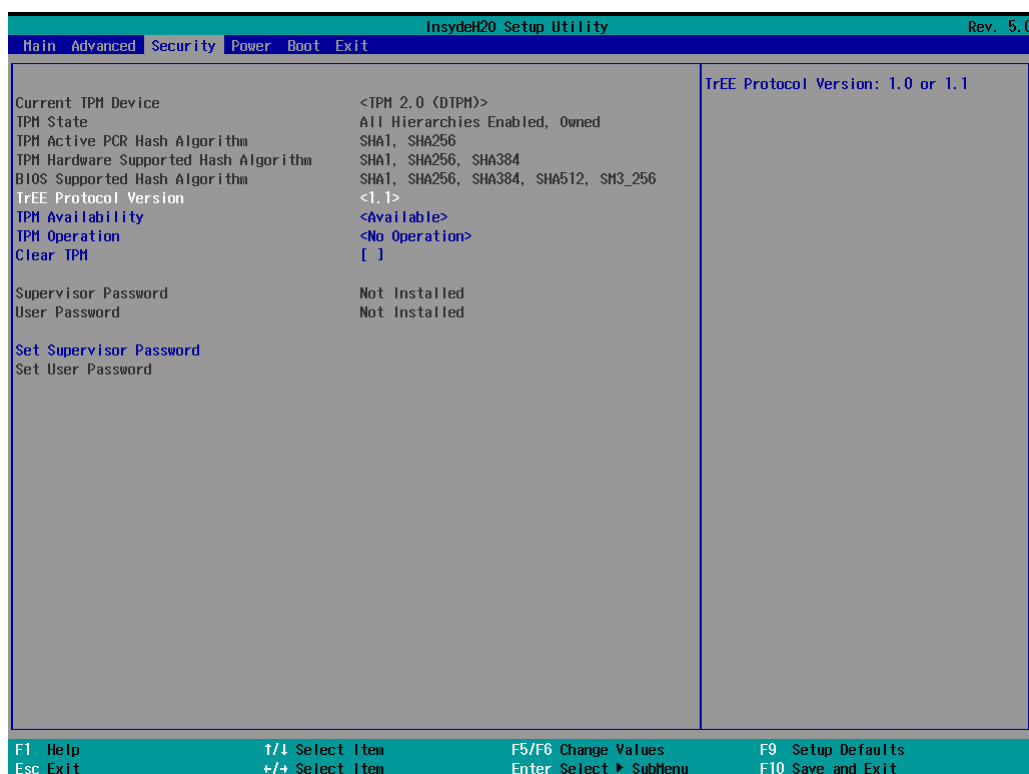 InsydeH20 Setup Utility Rev. 5.0
Main Advanced Security Power Boot Exit
TrEE Protocol Version: 1.0 or 1.1
Current TPM Device <TPM 2.0 (DTPM)>
TPM State All Hierarchies Enabled, Owned
TPM Active PCR Hash Algorithm SHA1, SHA256
TPM Hardware Supported Hash Algorithm SHA1, SHA256, SHA384
BIOS Supported Hash Algorithm SHA1, SHA256, SHA384, SHA512, SM3_256
TrEE Protocol Version <1.1>
TPM Availability <Available>
TPM Operation <No Operation>
Clear TPM [ ]
Supervisor Password Not Installed
User Password Not Installed
Set Supervisor Password
Set User Password
F1 Help ↑/↓ Select Item F5/F6 Change Values F9 Setup Defaults
Esc Exit ←/→ Select Item Enter Select ▶ SubMenu F10 Save and Exit